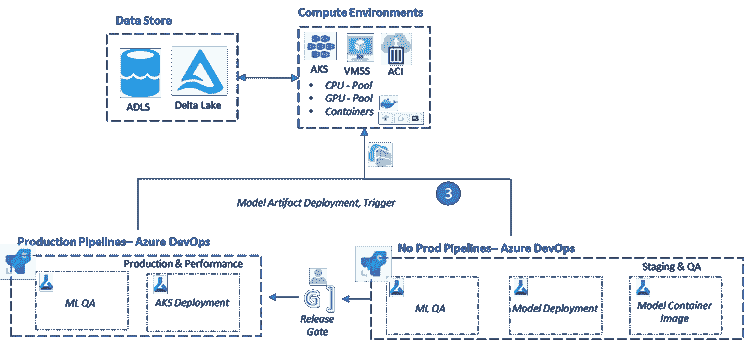 Data Store
Compute Environments
ADLS
Delta Lake
AKS
VMSS
ACI
• CPU - Pool
• GPU - Pool
• Containers
3
Model Artifact Deployment, Trigger
Production Pipelines– Azure DevOps
Production & Performance
ML QA
AKS Deployment
Release
Gate
No Prod Pipelines– Azure DevOps
Staging & QA
ML QA
Model Deployment
Model Container
Image